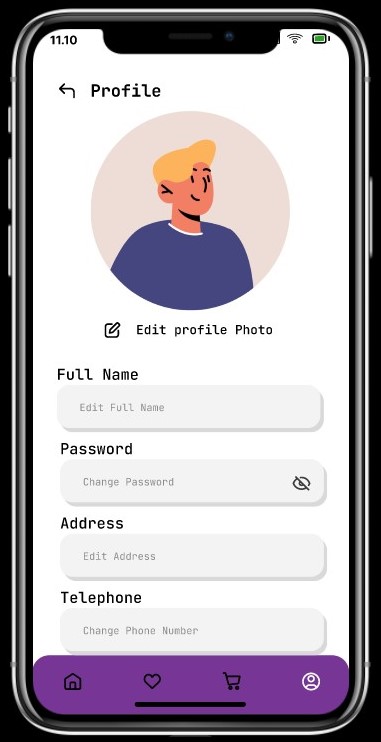 11.10
Profile
Edit profile Photo
Full Name
Edit Full Name
Password
Change Password
Address
Edit Address
Telephone
Change Phone Number